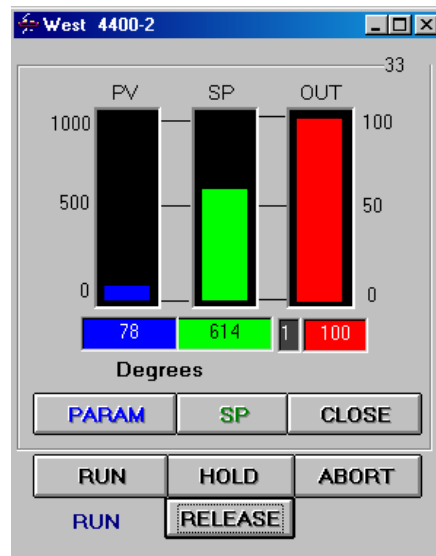 West 4400-2
33
PV SP OUT
1000 100
500 50
0 0
78 614 1 100
Degrees
PARAM SP CLOSE
RUN HOLD ABORT
RUN RELEASE